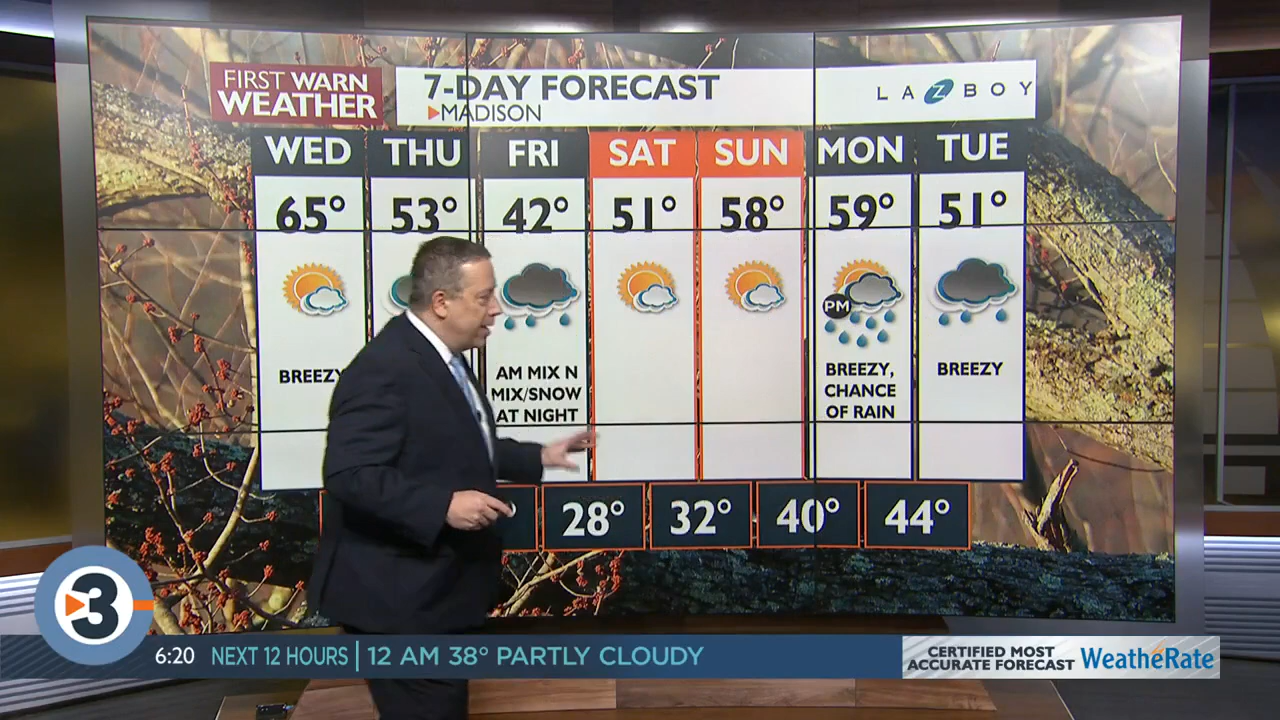 FIRST WARN
WEATHER
7-DAY FORECAST
MADISON
LA Z BOY
WED THU FRI SAT SUN MON TUE
65° 53° 42° 51° 58° 59° 51°
PM
BREEZY
AM MIX N
MIX/SNOW
AT NIGHT
BREEZY,
CHANCE
OF RAIN
BREEZY
28° 32° 40° 44°
3
6:20 NEXT 12 HOURS | 12 AM 38° PARTLY CLOUDY
CERTIFIED MOST
ACCURATE FORECAST
WeatheRate